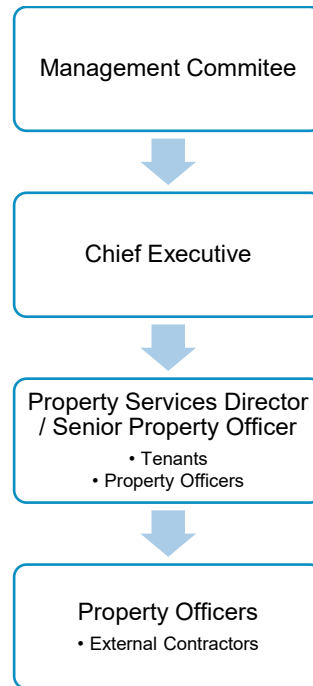 Management Commitee
Chief Executive
Property Services Director
/ Senior Property Officer
• Tenants
• Property Officers
Property Officers
• External Contractors